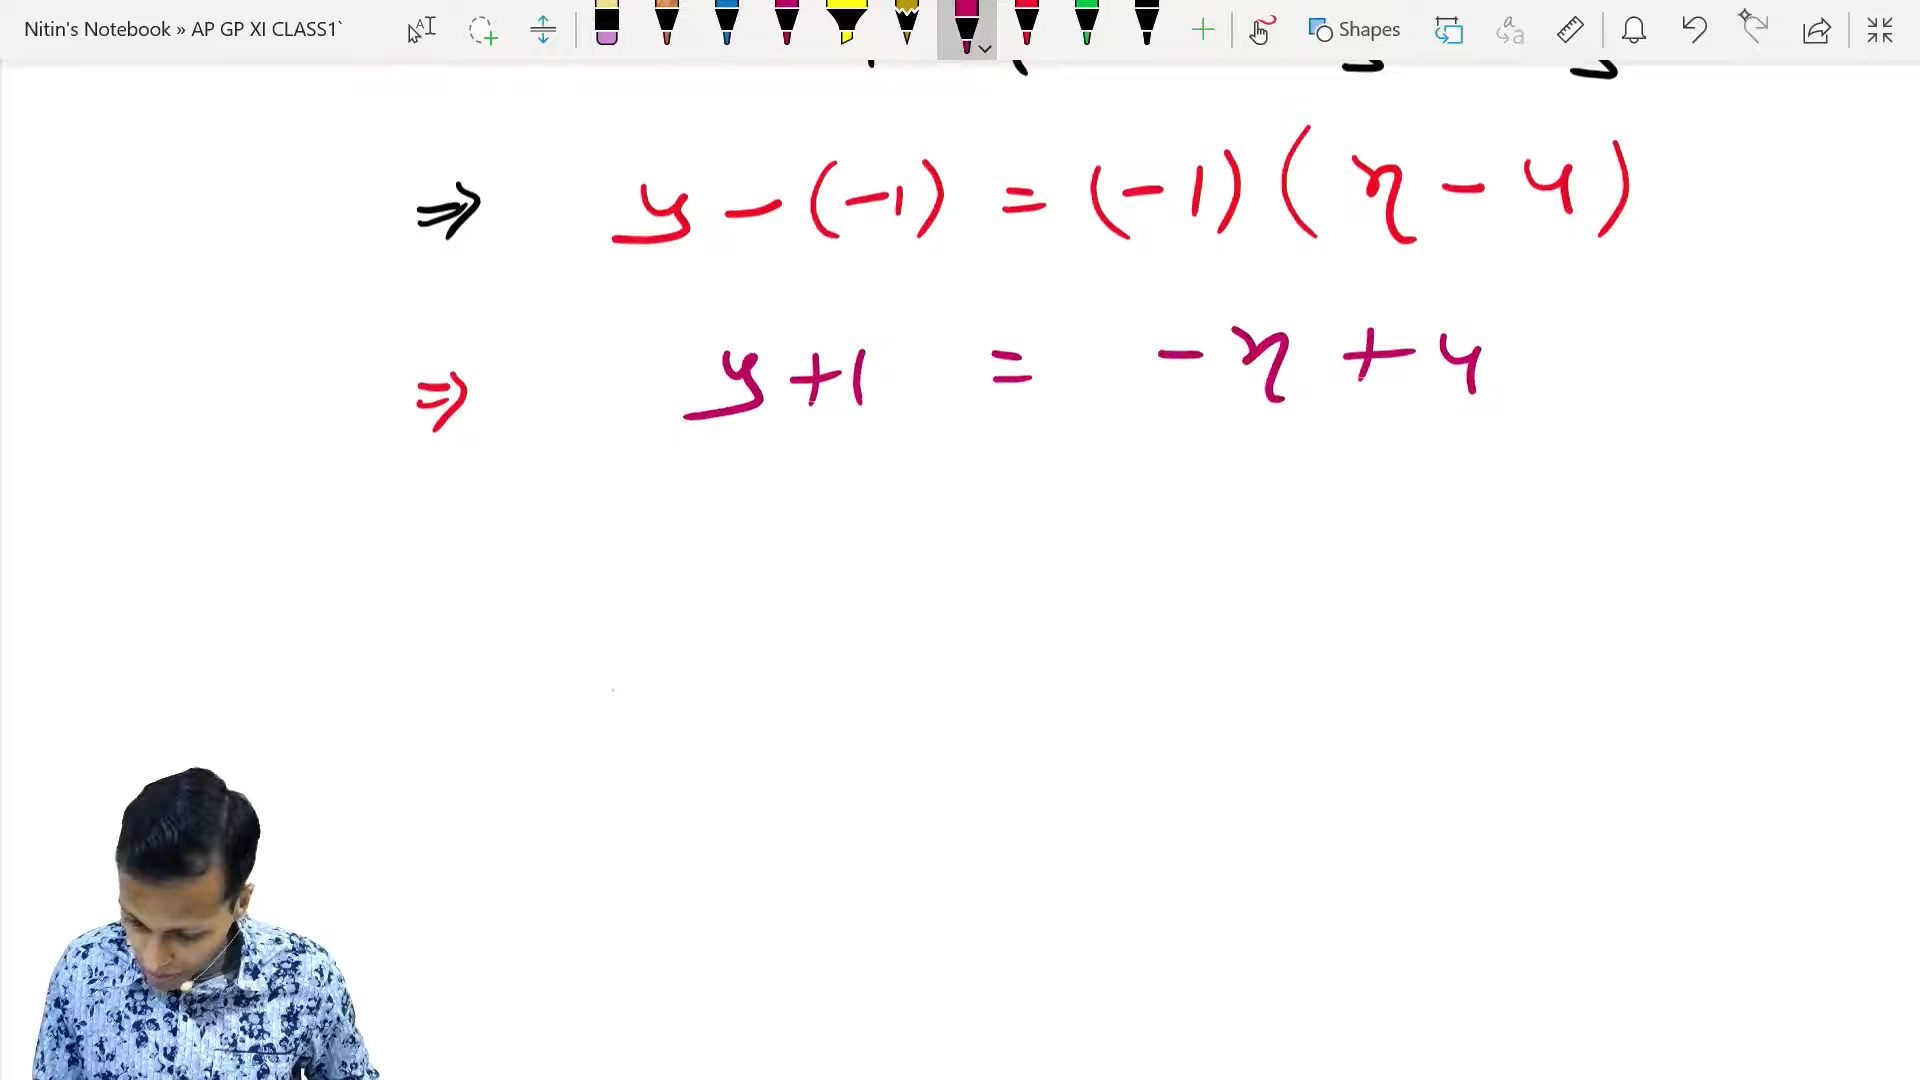 Nitin's Notebook » AP GP XI CLASS1` Shapes
⇒ y - (-1) = (-1) (x - 4)
⇒ y + 1 = - x + 4